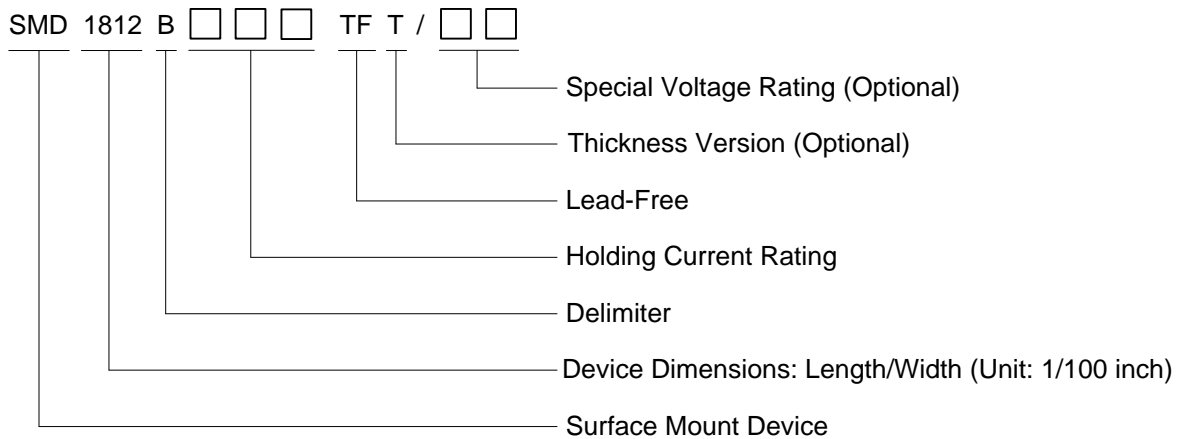 SMD 1812 B □ □ □ TF T / □ □
Special Voltage Rating (Optional)
Thickness Version (Optional)
Lead-Free
Holding Current Rating
Delimiter
Device Dimensions: Length/Width (Unit: 1/100 inch)
Surface Mount Device